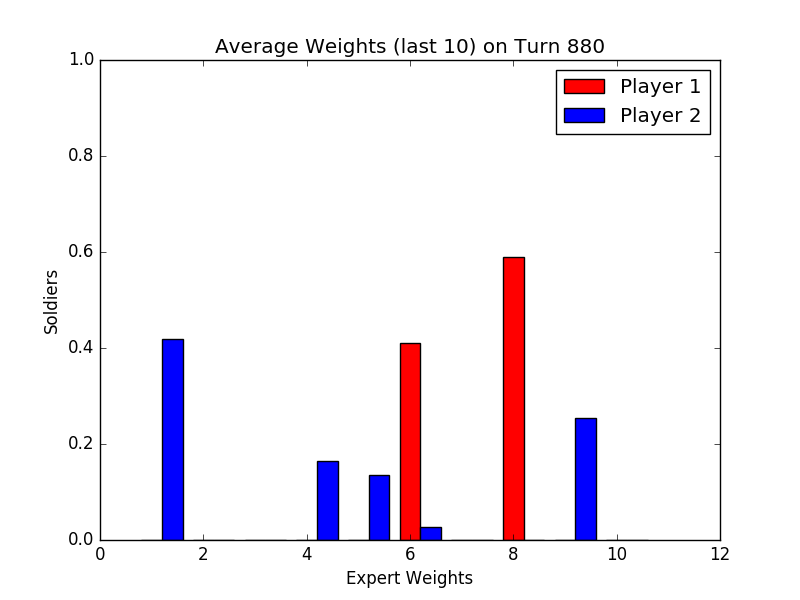 Average Weights (last 10) on Turn 880
Player 1
Player 2
1.0
0.8
0.6
0.4
0.2
0.0
Soldiers
0 2 4 6 8 10 12
Expert Weights